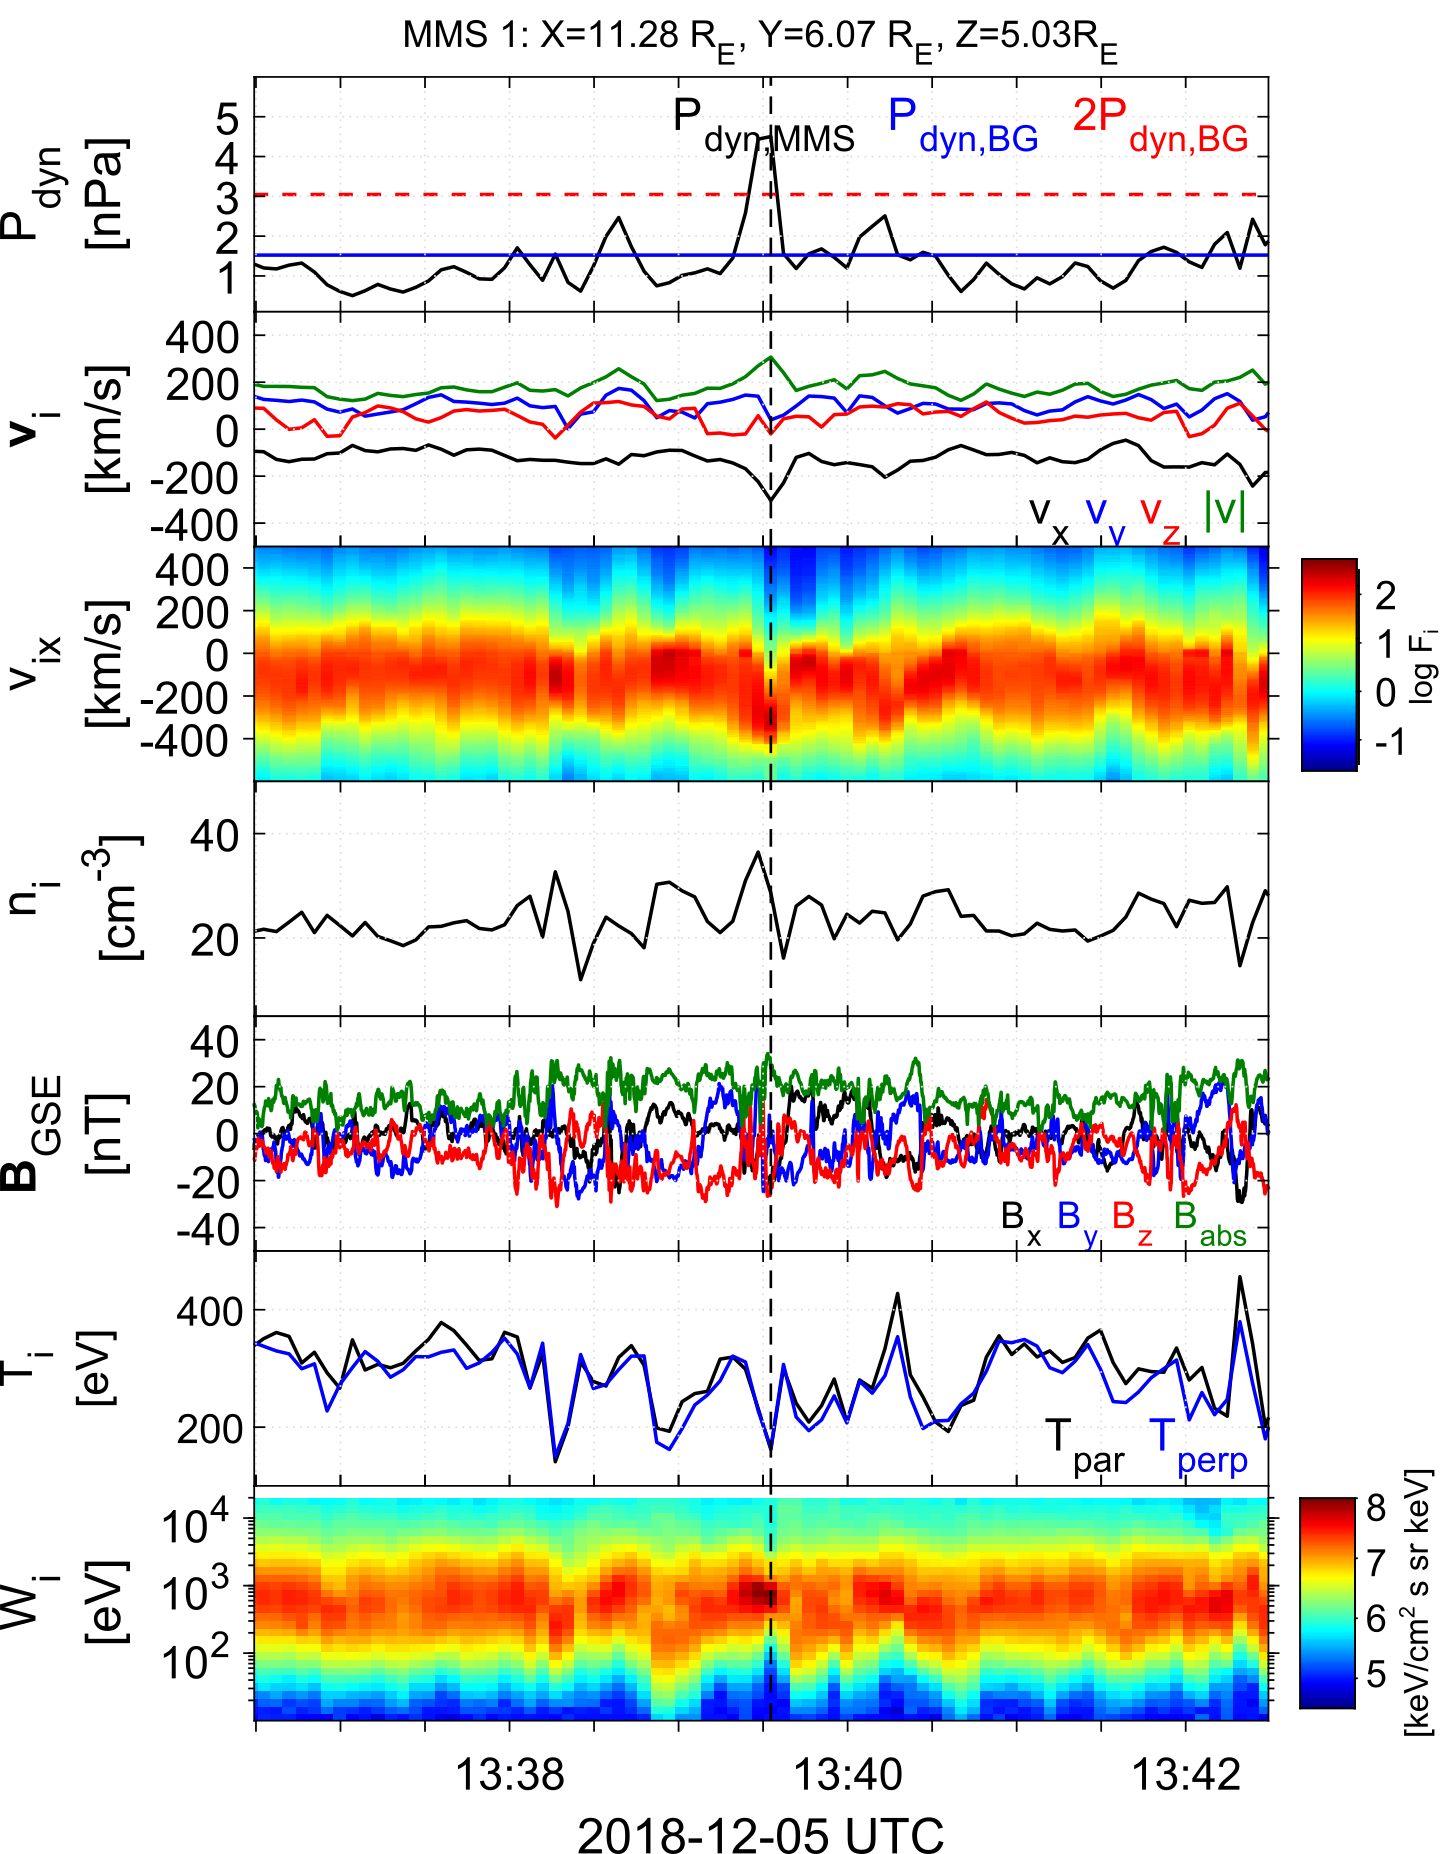 MMS 1: X=11.28 R_E, Y=6.07 R_E, Z=5.03R_E
P_dyn [nPa]
5
4
3
2
1
P_dyn,MMS P_dyn,BG 2P_dyn,BG
v_i [km/s]
400
200
0
-200
-400
v_x v_y v_z |v|
v_ix [km/s]
400
200
0
-200
-400
2
1
0
-1
log F_i
n_i [cm^-3]
40
20
B_GSE [nT]
40
20
0
-20
-40
B_x B_y B_z B_abs
T_i [eV]
400
200
T_par T_perp
W_i [eV]
10^4
10^3
10^2
8
7
6
5
[keV/cm^2 s sr keV]
13:38 13:40 13:42
2018-12-05 UTC